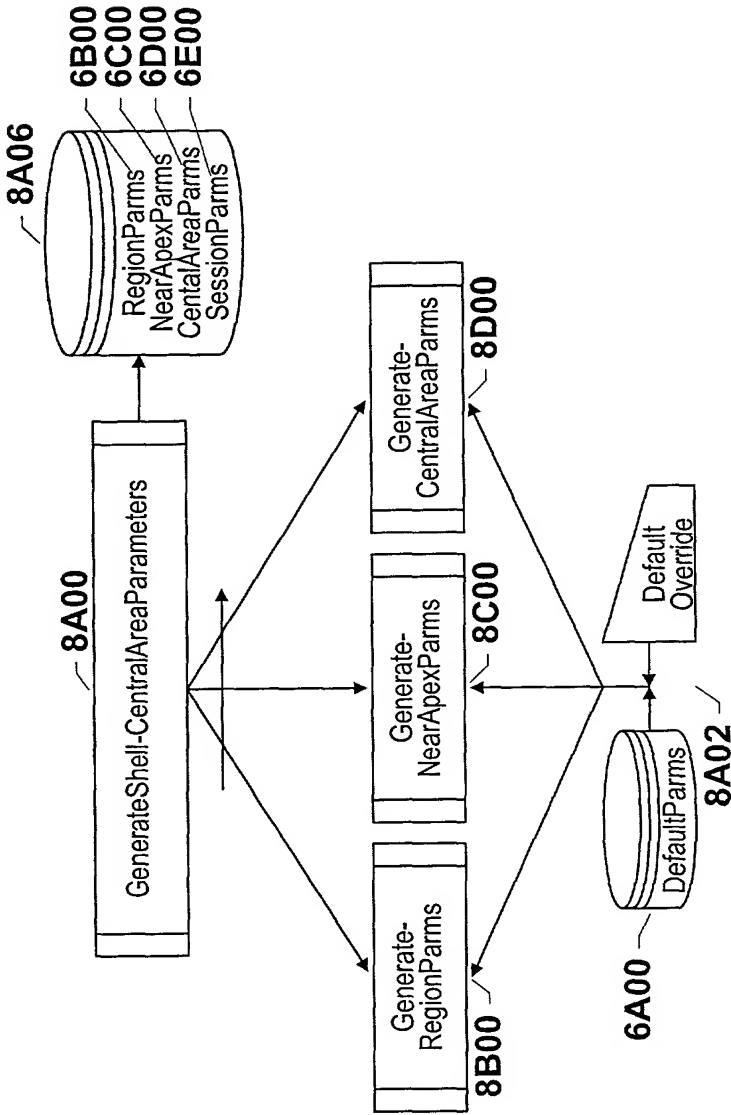 8A00
GenerateShell-CentralAreaParameters
8A06
RegionParms
NearApexParms
CentalAreaParms
SessionParms
6B00
6C00
6D00
6E00
Generate-
RegionParms
8B00
Generate-
NearApexParms
8C00
Generate-
CentralAreaParms
8D00
DefaultParms
6A00
Default
Override
8A02